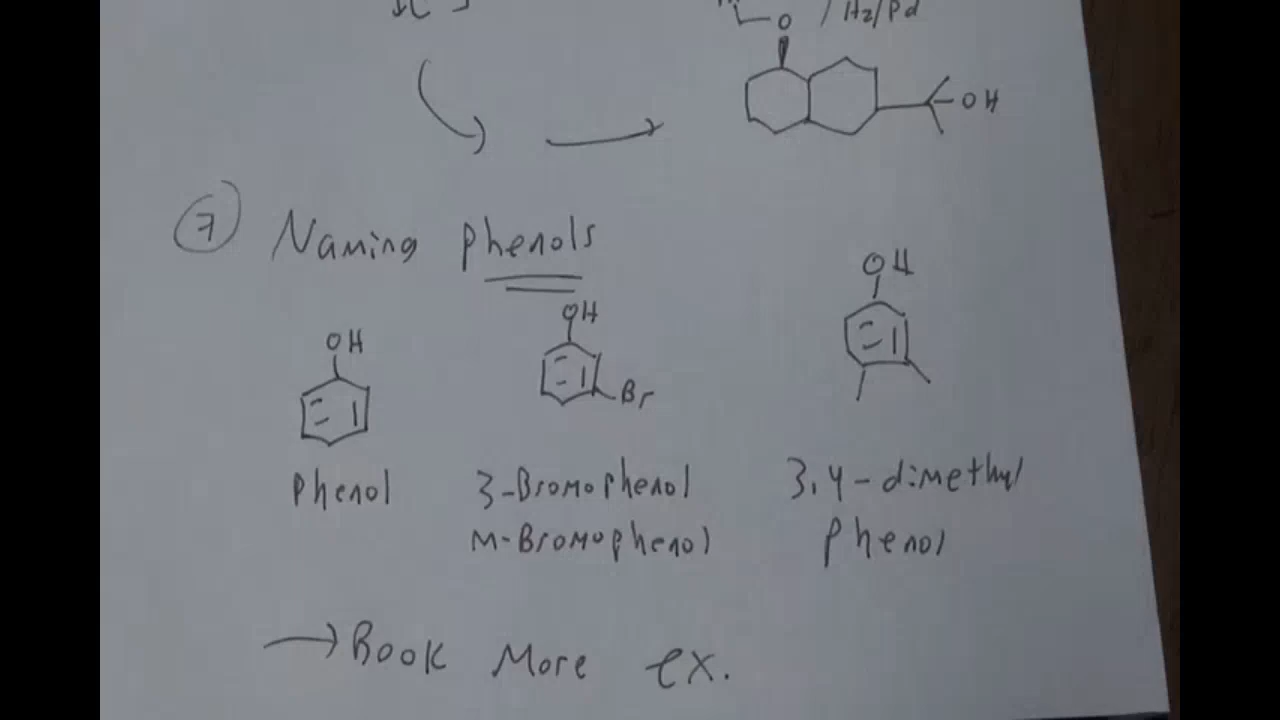 O / H2/Pd
OH
7 Naming Phenols
OH
OH
OH
Br
Phenol
3-Bromophenol
M-Bromophenol
3,4-dimethyl
Phenol
→ Book More ex.